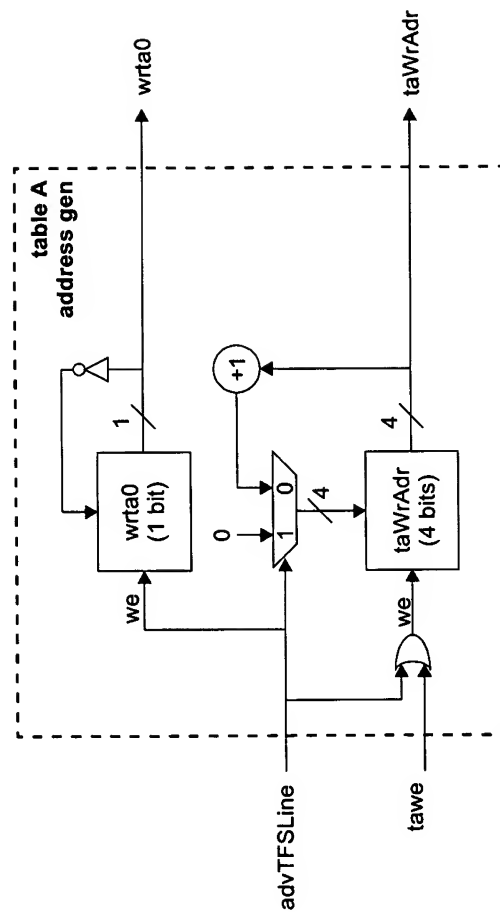 table A
address gen
wrta0
1
wrta0
(1 bit)
we
+1
0
1 0
4
advTFSLine
4
taWrAdr
taWrAdr
(4 bits)
we
tawe